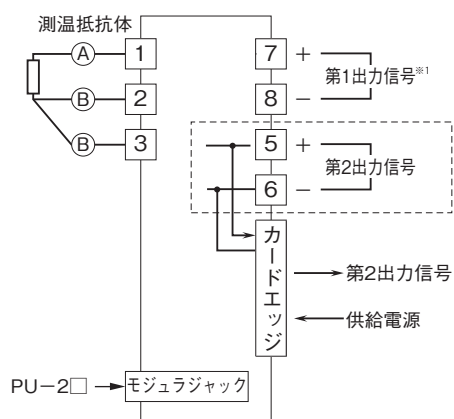 測温抵抗体
A
1
B
2
B
3
7
+
第1出力信号※1
8
−
5
+
第2出力信号
6
−
カードエッジ
第2出力信号
供給電源
PU−2□
モジュラジャック